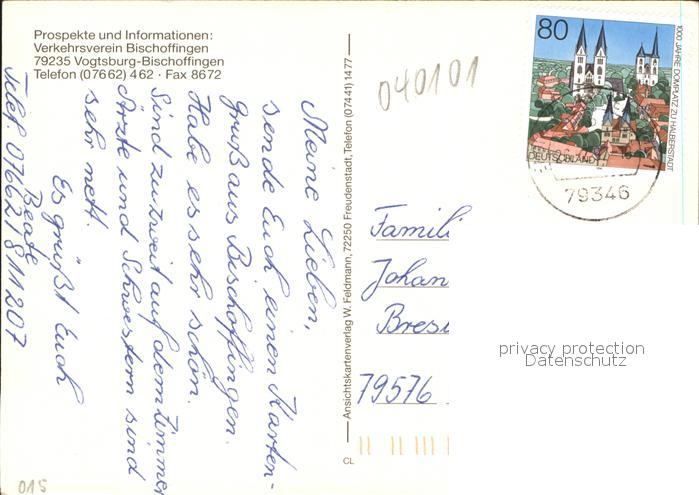 Prospekte und Informationen:
Verkehrsverein Bischoffingen
79235 Vogtsburg-Bischoffingen
Telefon (07662) 462 · Fax 8672
Meine Lieben,
sende Euch einen Karten-
gruß aus Bischoffingen.
Habe es sehr schön.
Sind zu zweit auf dem Zimmer
Ärzte und Schwestern sind
sehr nett.
Es grüßt Euch
Beate
Telef. 07662/811207
015
Ansichtskartenverlag W. Feldmann, 72250 Freudenstadt, Telefon (07441) 1477
CL
040101
80
1000 JAHRE DOMPLATZ ZU HALBERSTADT
DEUTSCHLAND
79346
Famili
Johan
Bresi
79576
privacy protection
Datenschutz